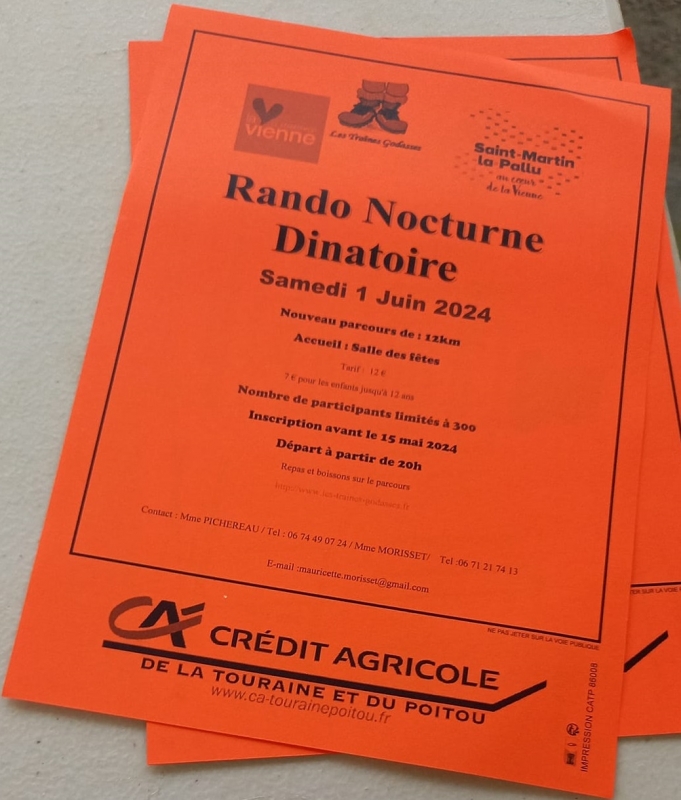 la vienne
Les Traînes Godasses
Saint-Martin
la-Pallu
au cœur
de la Vienne
Rando Nocturne
Dinatoire
Samedi 1 Juin 2024
Nouveau parcours de : 12km
Accueil : Salle des fêtes
Tarif : 12 €
7 € pour les enfants jusqu'à 12 ans
Nombre de participants limités à 300
Inscription avant le 15 mai 2024
Départ à partir de 20h
Repas et boissons sur le parcours
Contact : Mme PICHEREAU / Tel : 06 74 49 07 24 / Mme MORISSET/ Tel :06 71 21 74 13
E-mail :mauricette.morisset@gmail.com
NE PAS JETER SUR LA VOIE PUBLIQUE
CA CRÉDIT AGRICOLE
DE LA TOURAINE ET DU POITOU
www.ca-tourainepoitou.fr
IMPRESSION CATP 86008